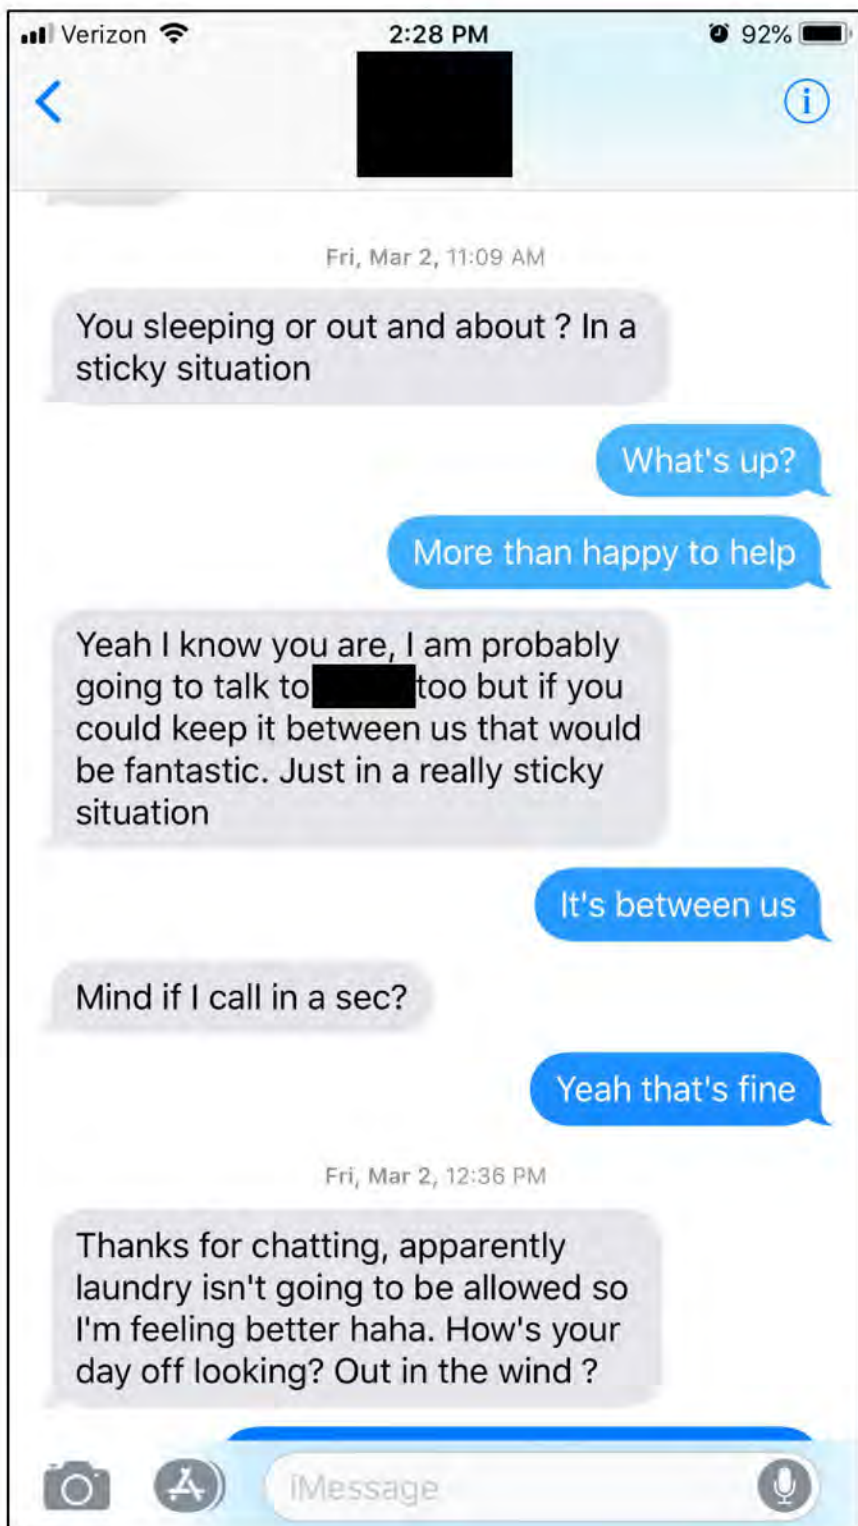 Verizon 2:28 PM 92%
Fri, Mar 2, 11:09 AM
You sleeping or out and about ? In a
sticky situation
What's up?
More than happy to help
Yeah I know you are, I am probably
going to talk to too but if you
could keep it between us that would
be fantastic. Just in a really sticky
situation
It's between us
Mind if I call in a sec?
Yeah that's fine
Fri, Mar 2, 12:36 PM
Thanks for chatting, apparently
laundry isn't going to be allowed so
I'm feeling better haha. How's your
day off looking? Out in the wind ?
iMessage